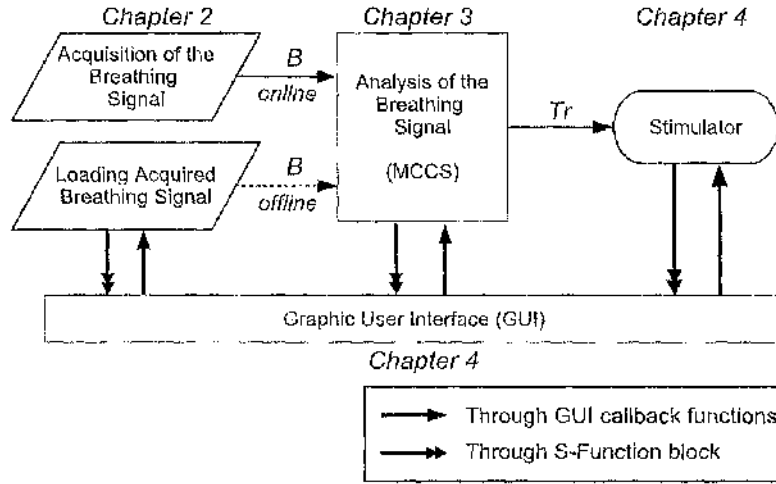 Chapter 2
Chapter 3
Chapter 4
Acquisition of the
Breathing
Signal
B
online
Analysis of the
Breathing
Signal
(MCCS)
Tr
Stimulator
Loading Acquired
Breathing Signal
B
offline
Graphic User Interface (GUI)
Chapter 4
Through GUI callback functions
Through S-Function block